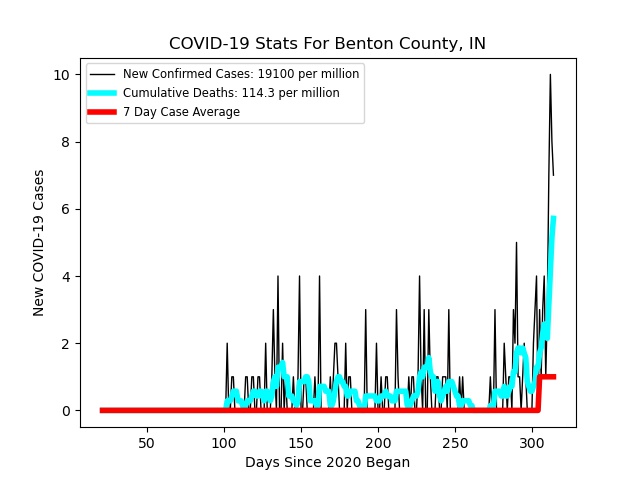 COVID-19 Stats For Benton County, IN
New Confirmed Cases: 19100 per million
Cumulative Deaths: 114.3 per million
7 Day Case Average
New COVID-19 Cases
10
8
6
4
2
0
50 100 150 200 250 300
Days Since 2020 Began